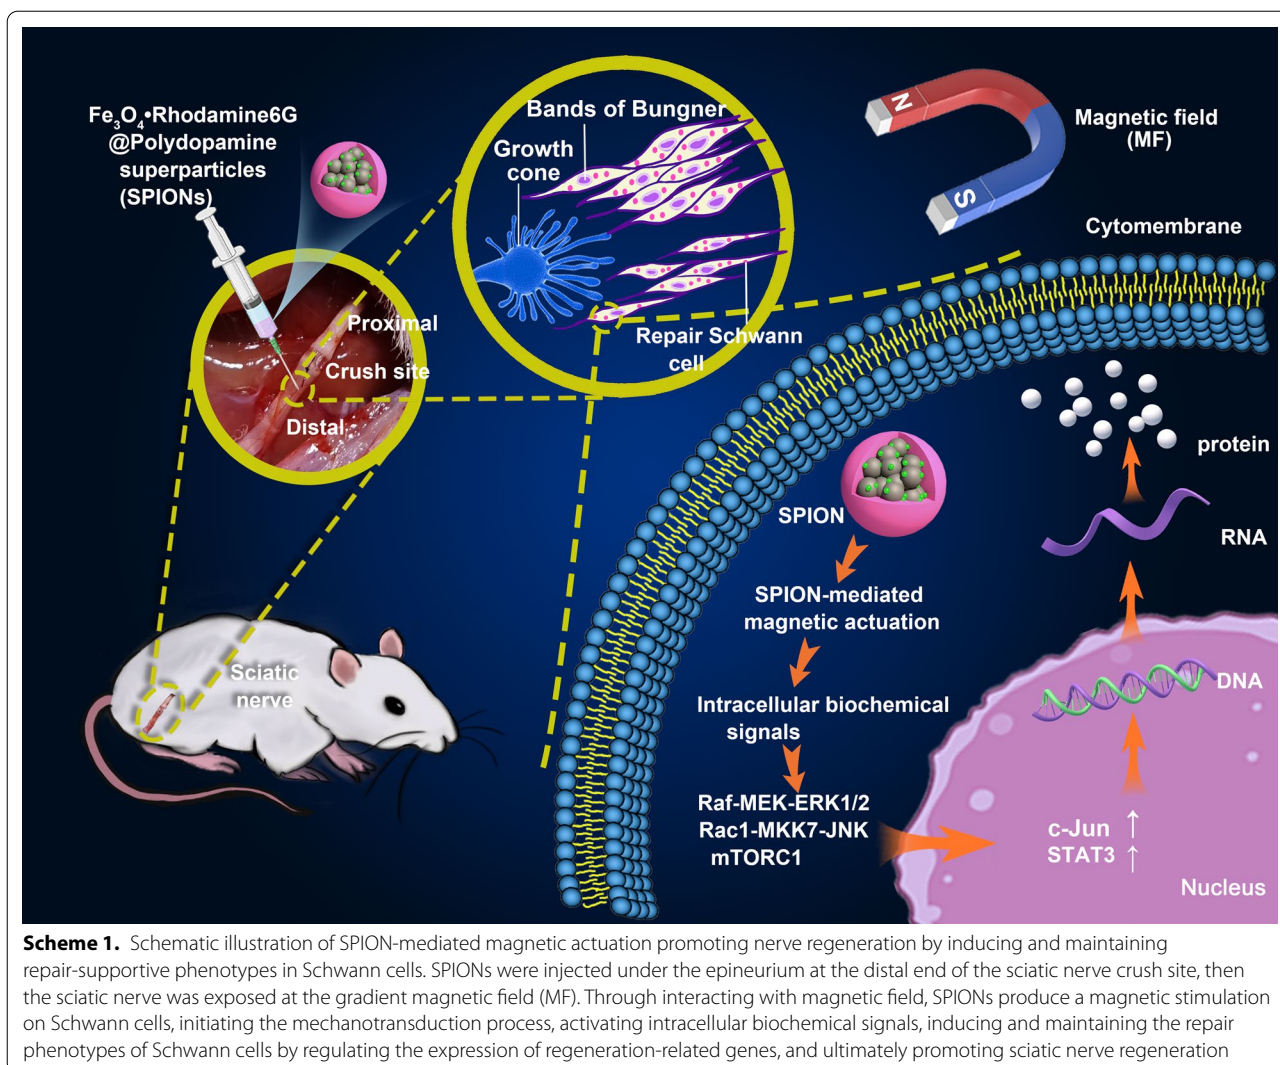 Fe₃O₄•Rhodamine6G
@Polydopamine
superparticles
(SPIONs)
Bands of Bungner
Growth
cone
Repair Schwann
cell
N
S
Magnetic field
(MF)
Cytomembrane
Proximal
Crush site
Distal
Sciatic
nerve
SPION
SPION-mediated
magnetic actuation
Intracellular biochemical
signals
Raf-MEK-ERK1/2
Rac1-MKK7-JNK
mTORC1
protein
RNA
DNA
c-Jun ↑
STAT3 ↑
Nucleus
Scheme 1. Schematic illustration of SPION-mediated magnetic actuation promoting nerve regeneration by inducing and maintaining
repair-supportive phenotypes in Schwann cells. SPIONs were injected under the epineurium at the distal end of the sciatic nerve crush site, then
the sciatic nerve was exposed at the gradient magnetic field (MF). Through interacting with magnetic field, SPIONs produce a magnetic stimulation
on Schwann cells, initiating the mechanotransduction process, activating intracellular biochemical signals, inducing and maintaining the repair
phenotypes of Schwann cells by regulating the expression of regeneration-related genes, and ultimately promoting sciatic nerve regeneration